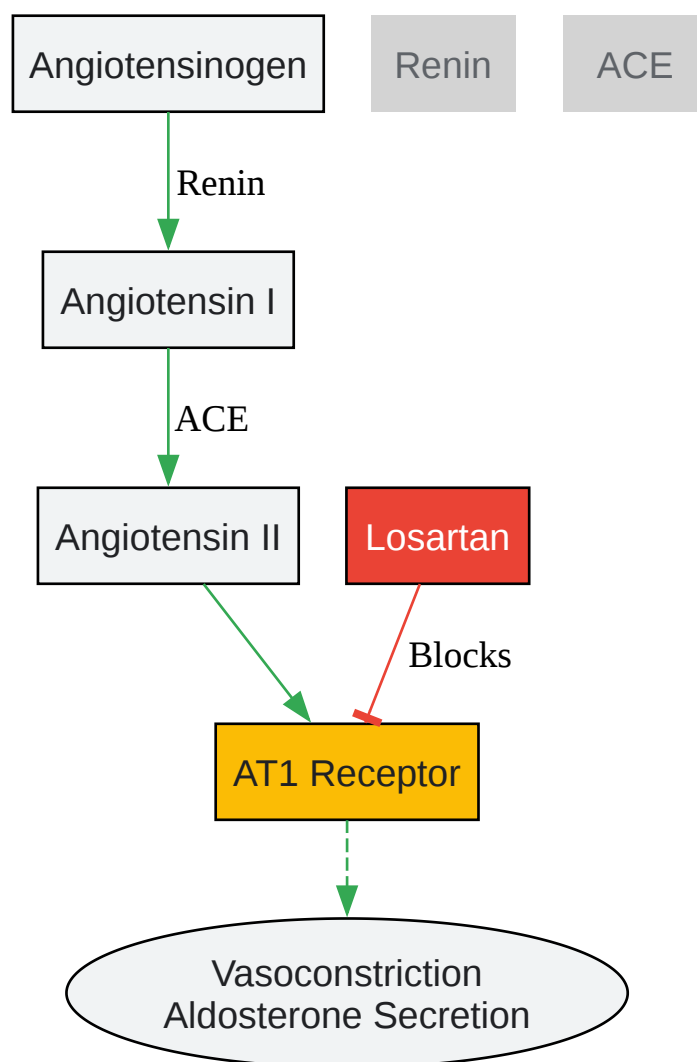 Angiotensinogen
Renin
ACE
Renin
Angiotensin I
ACE
Angiotensin II
Losartan
Blocks
AT1 Receptor
Vasoconstriction
Aldosterone Secretion